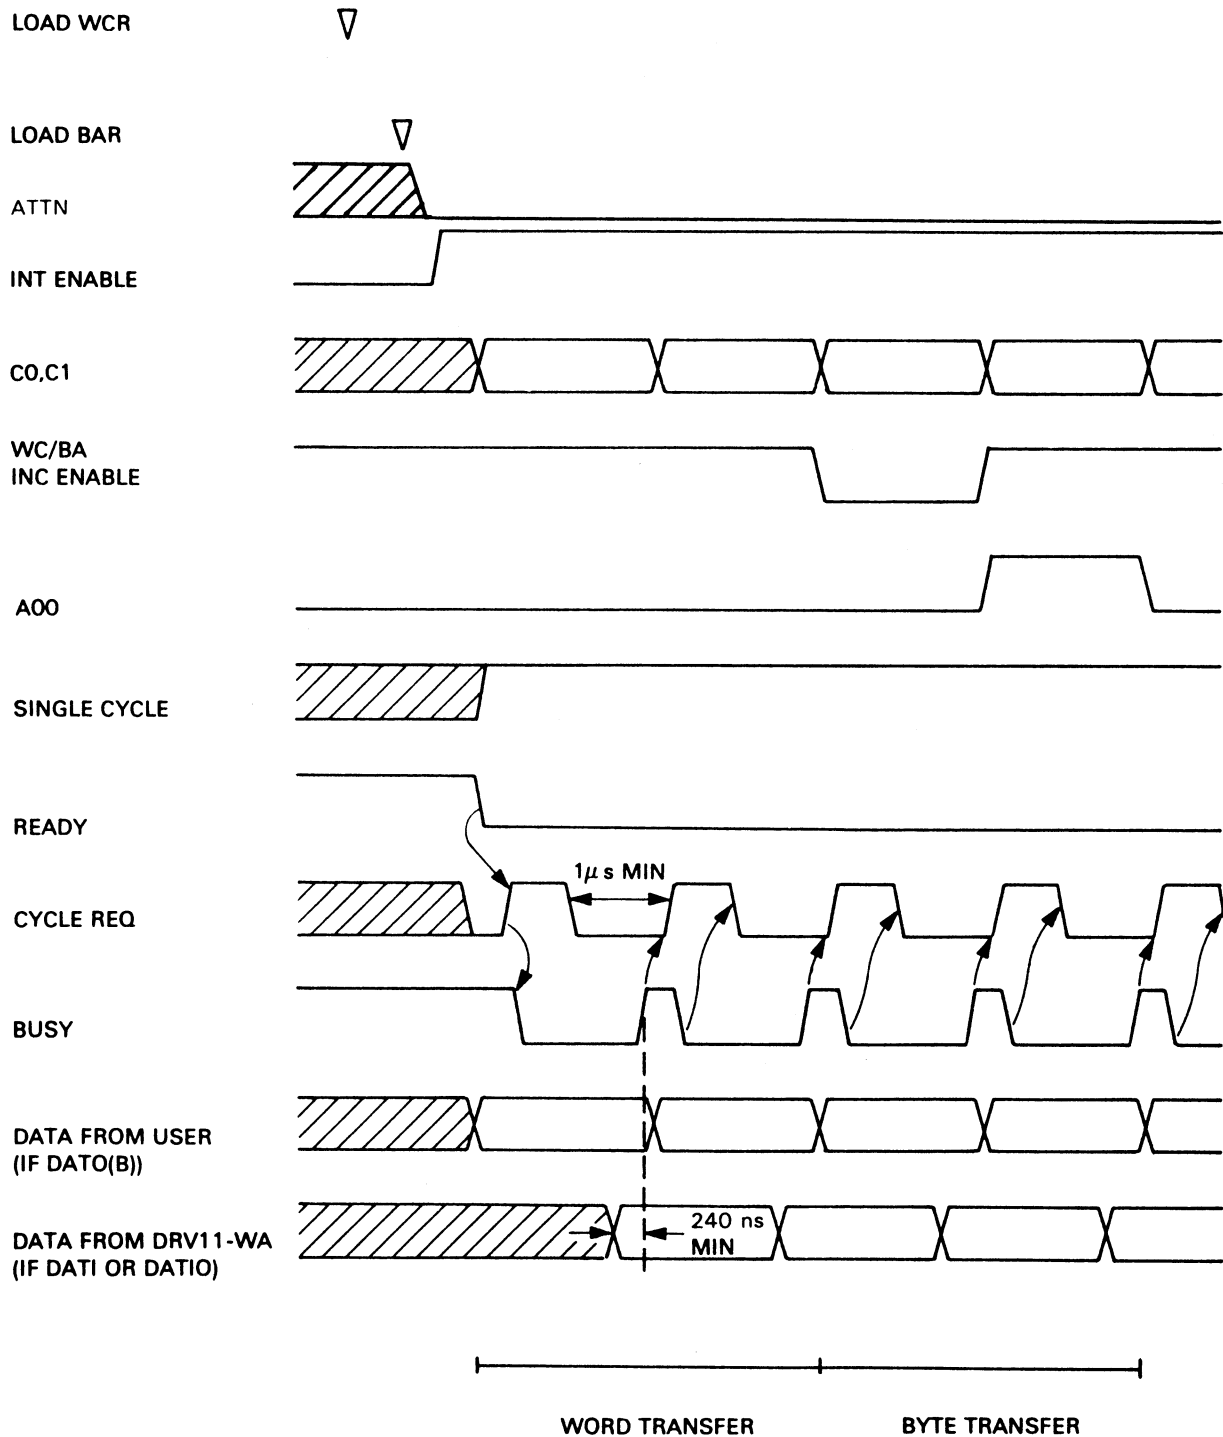 LOAD WCR
LOAD BAR
ATTN
INT ENABLE
C0,C1
WC/BA
INC ENABLE
A00
SINGLE CYCLE
READY
1μs MIN
CYCLE REQ
BUSY
DATA FROM USER
(IF DATO(B))
240 ns
MIN
DATA FROM DRV11-WA
(IF DATI OR DATIO)
WORD TRANSFER
BYTE TRANSFER